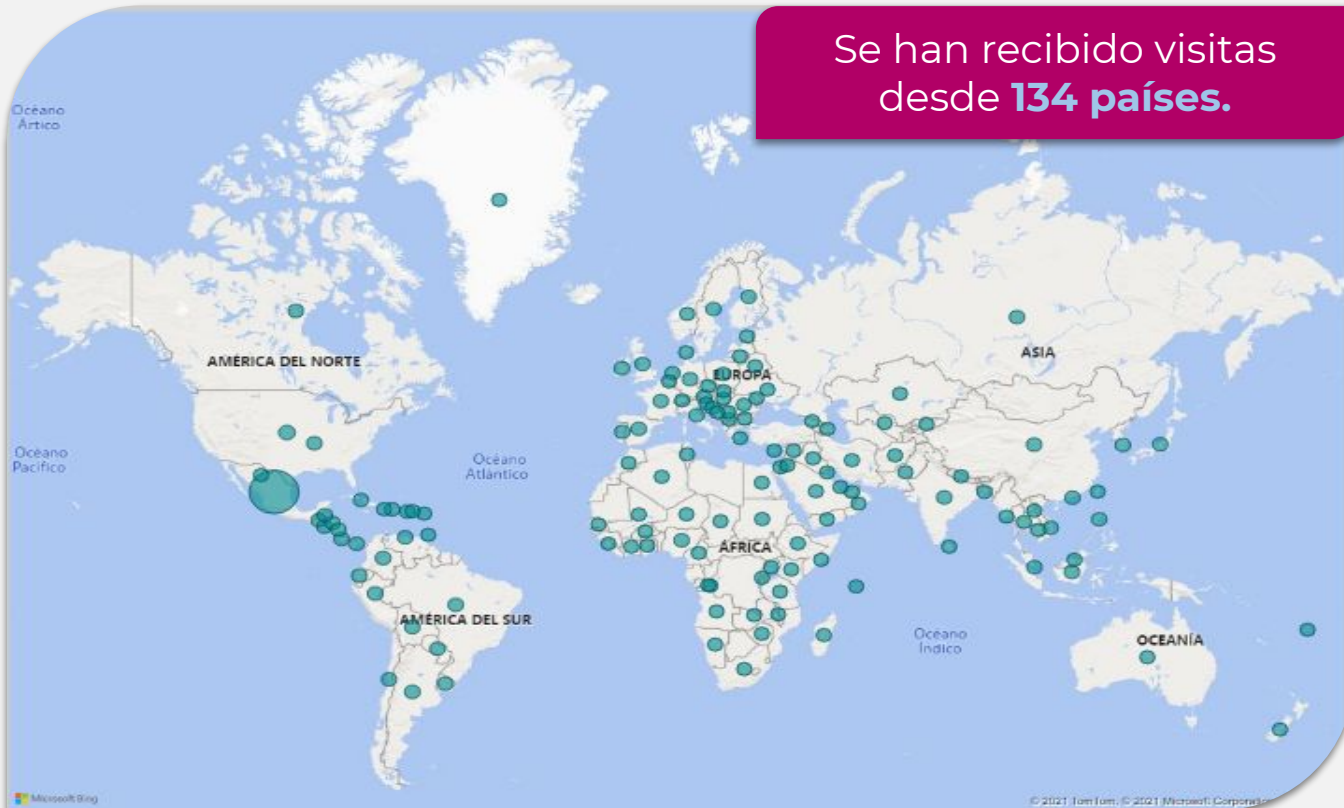 Se han recibido visitas
desde 134 países.
Océano
Ártico
AMÉRICA DEL NORTE
ASIA
EUROPA
Océano
Pacífico
Océano
Atlántico
ÁFRICA
AMÉRICA DEL SUR
Océano
Índico
OCEANÍA
Microsoft Bing
© 2021 TomTom, © 2021 Microsoft Corporatio